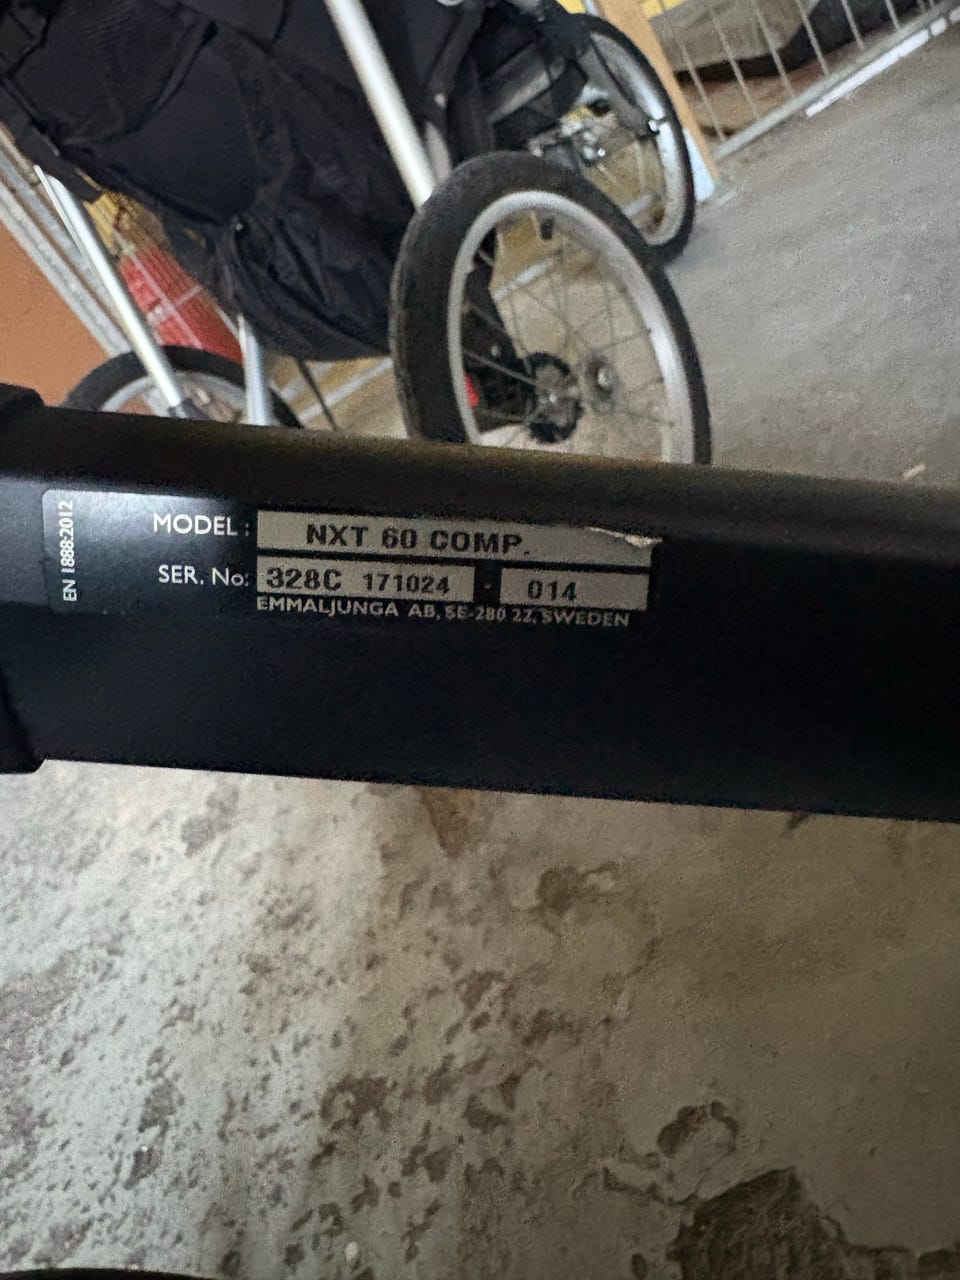 EN 1888:2012
MODEL : NXT 60 COMP.
SER. No: 328C 171024 - 014
EMMALJUNGA AB, SE-280 22, SWEDEN